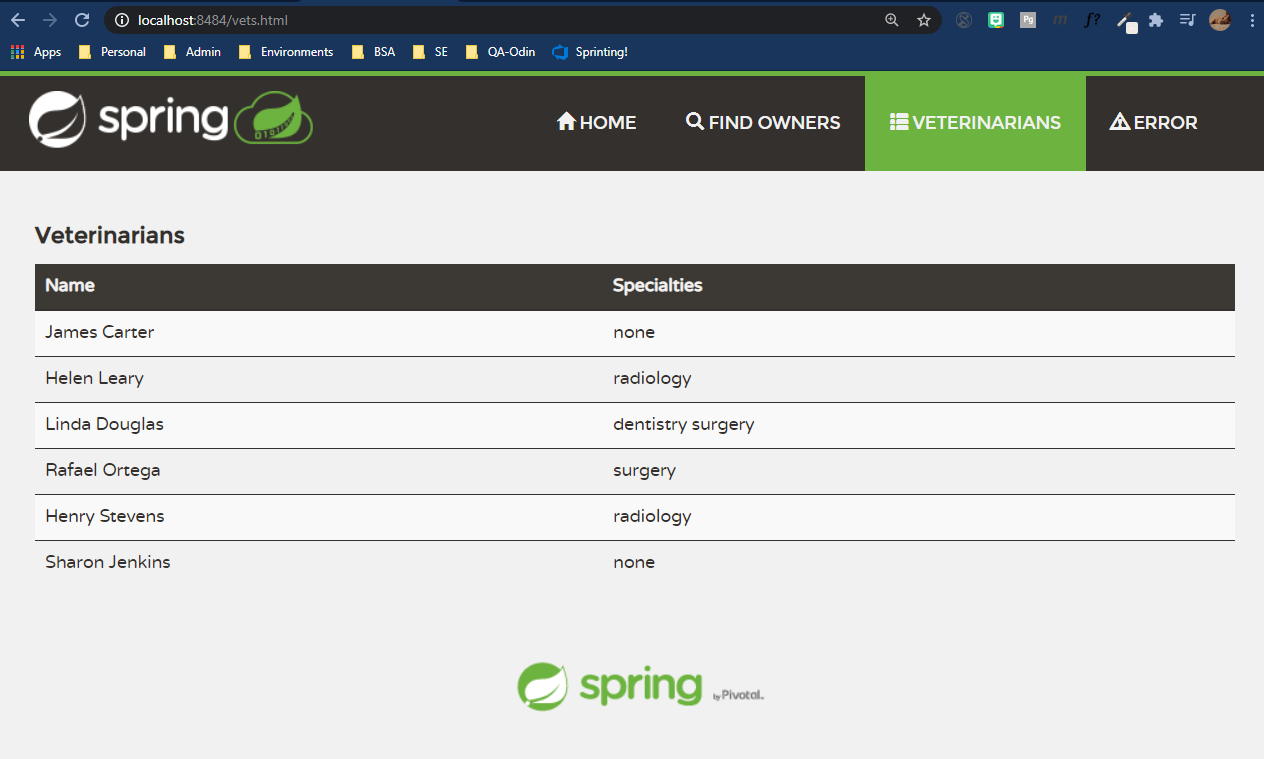 localhost:8484/vets.html
Pg m f?
Apps Personal Admin Environments BSA SE QA-Odin Sprinting!
spring HOME FIND OWNERS VETERINARIANS ERROR
Veterinarians
Name Specialties
James Carter none
Helen Leary radiology
Linda Douglas dentistry surgery
Rafael Ortega surgery
Henry Stevens radiology
Sharon Jenkins none
spring by Pivotal